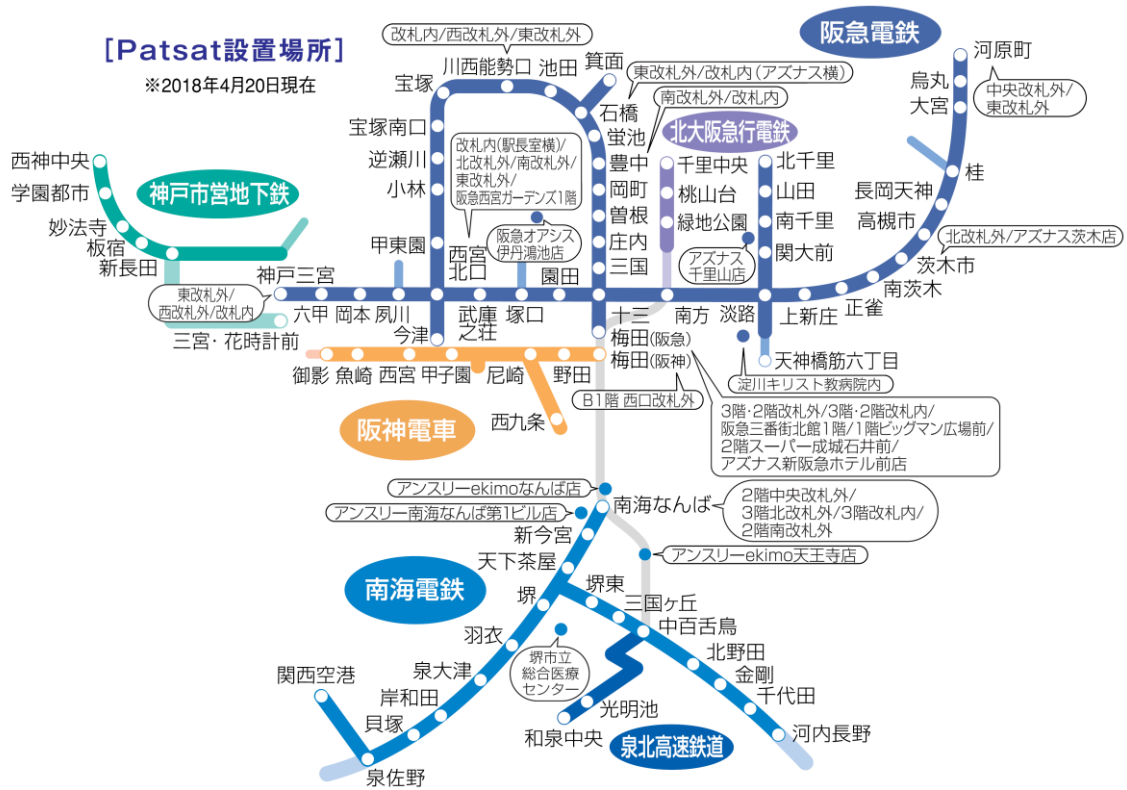 [Patsat設置場所]
※2018年4月20日現在
阪急電鉄
改札内/西改札外/東改札外
河原町
烏丸
大宮
中央改札外/
東改札外
桂
長岡天神
高槻市
北改札外/アズナス茨木店
茨木市
南茨木
正雀
上新庄
淡路
南方
十三
宝塚
川西能勢口
池田
箕面
石橋
東改札外/改札内(アズナス横)
蛍池
南改札外/改札内
豊中
岡町
曽根
庄内
三国
宝塚南口
逆瀬川
小林
甲東園
西宮
北口
改札内(駅長室横)/
北改札外/南改札外/
東改札外/
阪急西宮ガーデンズ1階
阪急オアシス
伊丹鴻池店
北大阪急行電鉄
千里中央
桃山台
緑地公園
北千里
山田
南千里
関大前
アズナス
千里山店
西神中央
学園都市
妙法寺
板宿
新長田
神戸市営地下鉄
神戸三宮
東改札外/
西改札外/改札内
三宮・花時計前
六甲
岡本
夙川
今津
武庫
之荘
塚口
園田
天神橋筋六丁目
淀川キリスト教病院内
梅田(阪急)
梅田(阪神)
B1階 西口改札外
3階・2階改札外/3階・2階改札内/
阪急三番街北館1階/1階ビッグマン広場前/
2階スーパー成城石井前/
アズナス新阪急ホテル前店
御影
魚崎
西宮
甲子園
尼崎
野田
西九条
阪神電車
アンスリーekimoなんば店
アンスリー南海なんば第1ビル店
南海なんば
2階中央改札外/
3階北改札外/3階改札内/
2階南改札外
新今宮
天下茶屋
アンスリーekimo天王寺店
南海電鉄
堺
堺東
三国ヶ丘
中百舌鳥
羽衣
堺市立
総合医療
センター
北野田
金剛
千代田
河内長野
泉大津
岸和田
貝塚
関西空港
泉佐野
光明池
和泉中央
泉北高速鉄道